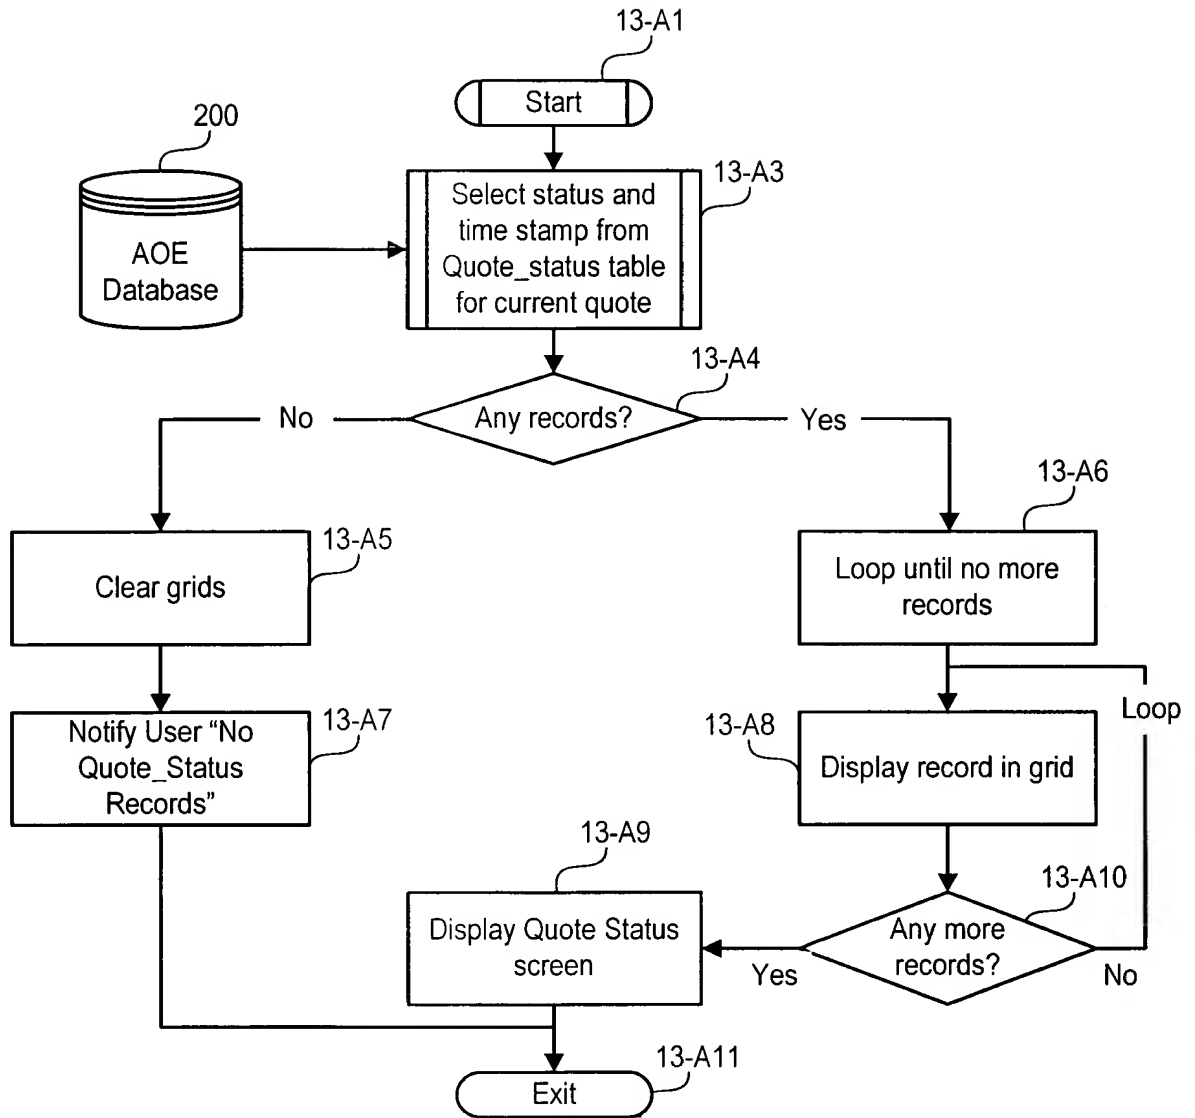 13-A1
Start
200
AOE
Database
13-A3
Select status and
time stamp from
Quote_status table
for current quote
13-A4
Any records?
No
Yes
13-A5
Clear grids
13-A6
Loop until no more
records
13-A7
Notify User “No
Quote_Status
Records”
13-A8
Display record in grid
Loop
13-A9
Display Quote Status
screen
13-A10
Any more
records?
Yes
No
13-A11
Exit